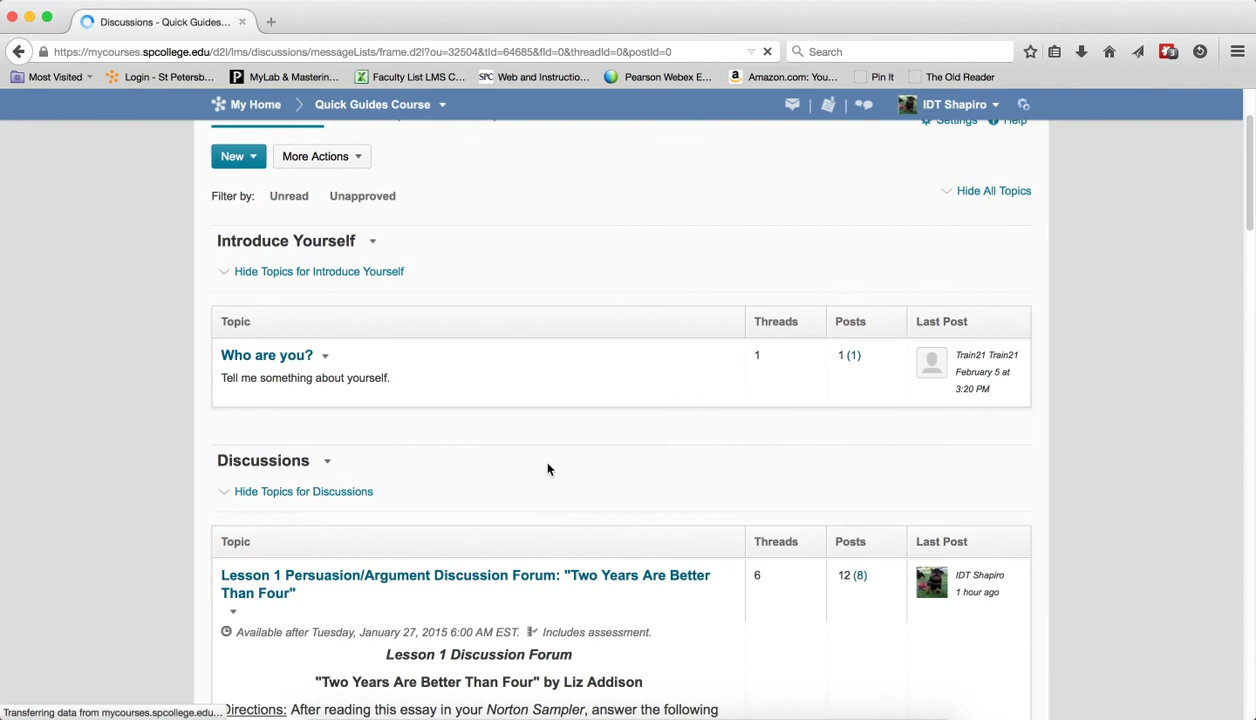 Discussions - Quick Guides...
https://mycourses.spcollege.edu/d2l/lms/discussions/messageLists/frame.d2l?ou=32504&tId=64685&fId=0&threadId=0&postId=0
Search
Most Visited
Login - St Petersb...
MyLab & Mastering...
Faculty List LMS C...
SPC Web and Instructio...
Pearson Webex E...
Amazon.com: You...
Pin It
The Old Reader
My Home
Quick Guides Course
IDT Shapiro
Settings
Help
New
More Actions
Filter by: Unread Unapproved
Hide All Topics
Introduce Yourself
Hide Topics for Introduce Yourself
Topic Threads Posts Last Post
Who are you? 1 1 (1) Train21 Train21
February 5 at
Tell me something about yourself.
3:20 PM
Discussions
Hide Topics for Discussions
Topic Threads Posts Last Post
Lesson 1 Persuasion/Argument Discussion Forum: "Two Years Are Better 6 12 (8) IDT Shapiro
Than Four" 1 hour ago
Available after Tuesday, January 27, 2015 6:00 AM EST. Includes assessment.
Lesson 1 Discussion Forum
"Two Years Are Better Than Four" by Liz Addison
Directions: After reading this essay in your Norton Sampler, answer the following
Transferring data from mycourses.spcollege.edu...